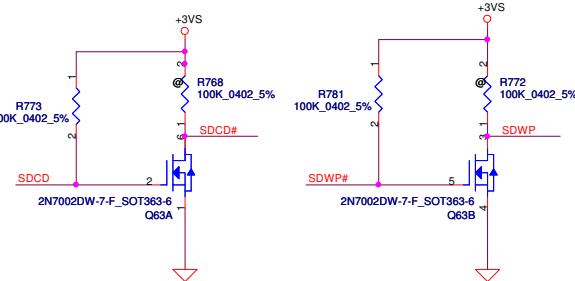 +3VS
+3VS
1
2
@
R768
100K_0402_5%
R773
00K_0402_5%
2
1
6
SDCD#
SDCD
2
2N7002DW-7-F_SOT363-6
Q63A
1
1
2
@
R772
100K_0402_5%
R781
100K_0402_5%
2
1
3
SDWP
SDWP#
5
2N7002DW-7-F_SOT363-6
Q63B
4